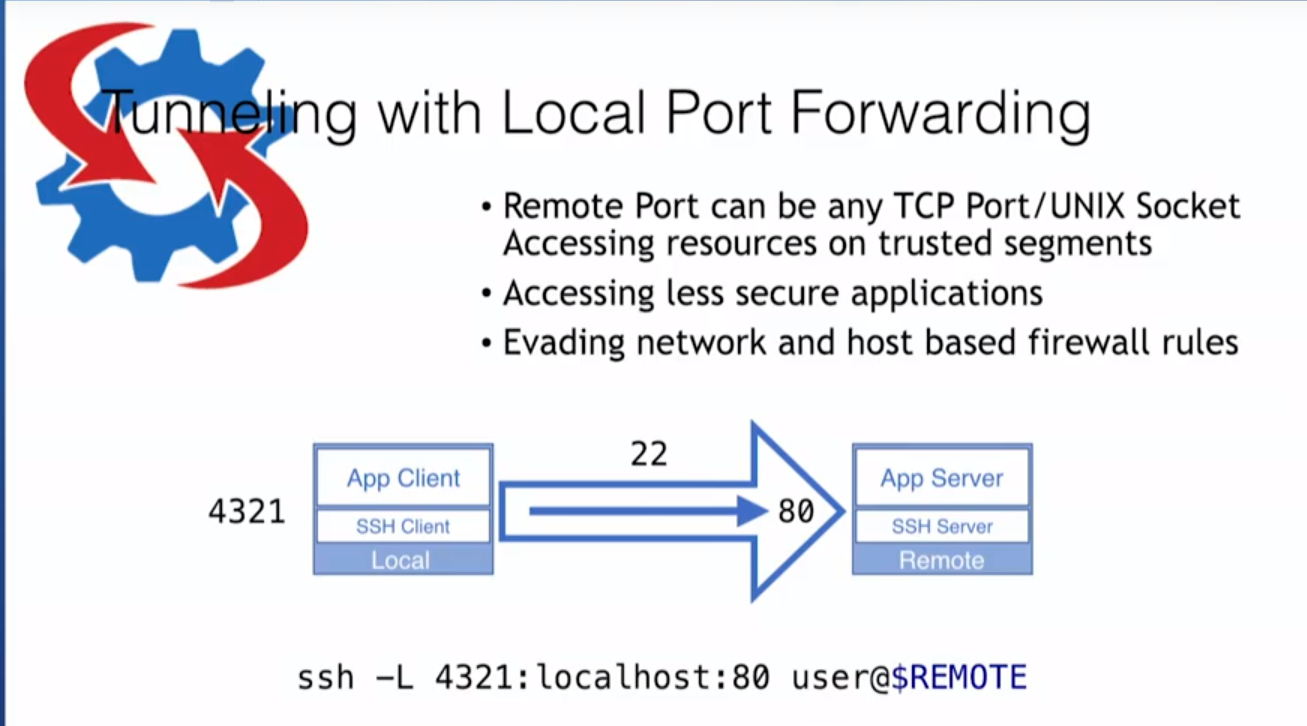 Tunneling with Local Port Forwarding
• Remote Port can be any TCP Port/UNIX Socket
Accessing resources on trusted segments
• Accessing less secure applications
• Evading network and host based firewall rules
22
4321
App Client
SSH Client
Local
80
App Server
SSH Server
Remote
ssh -L 4321:localhost:80 user@$REMOTE